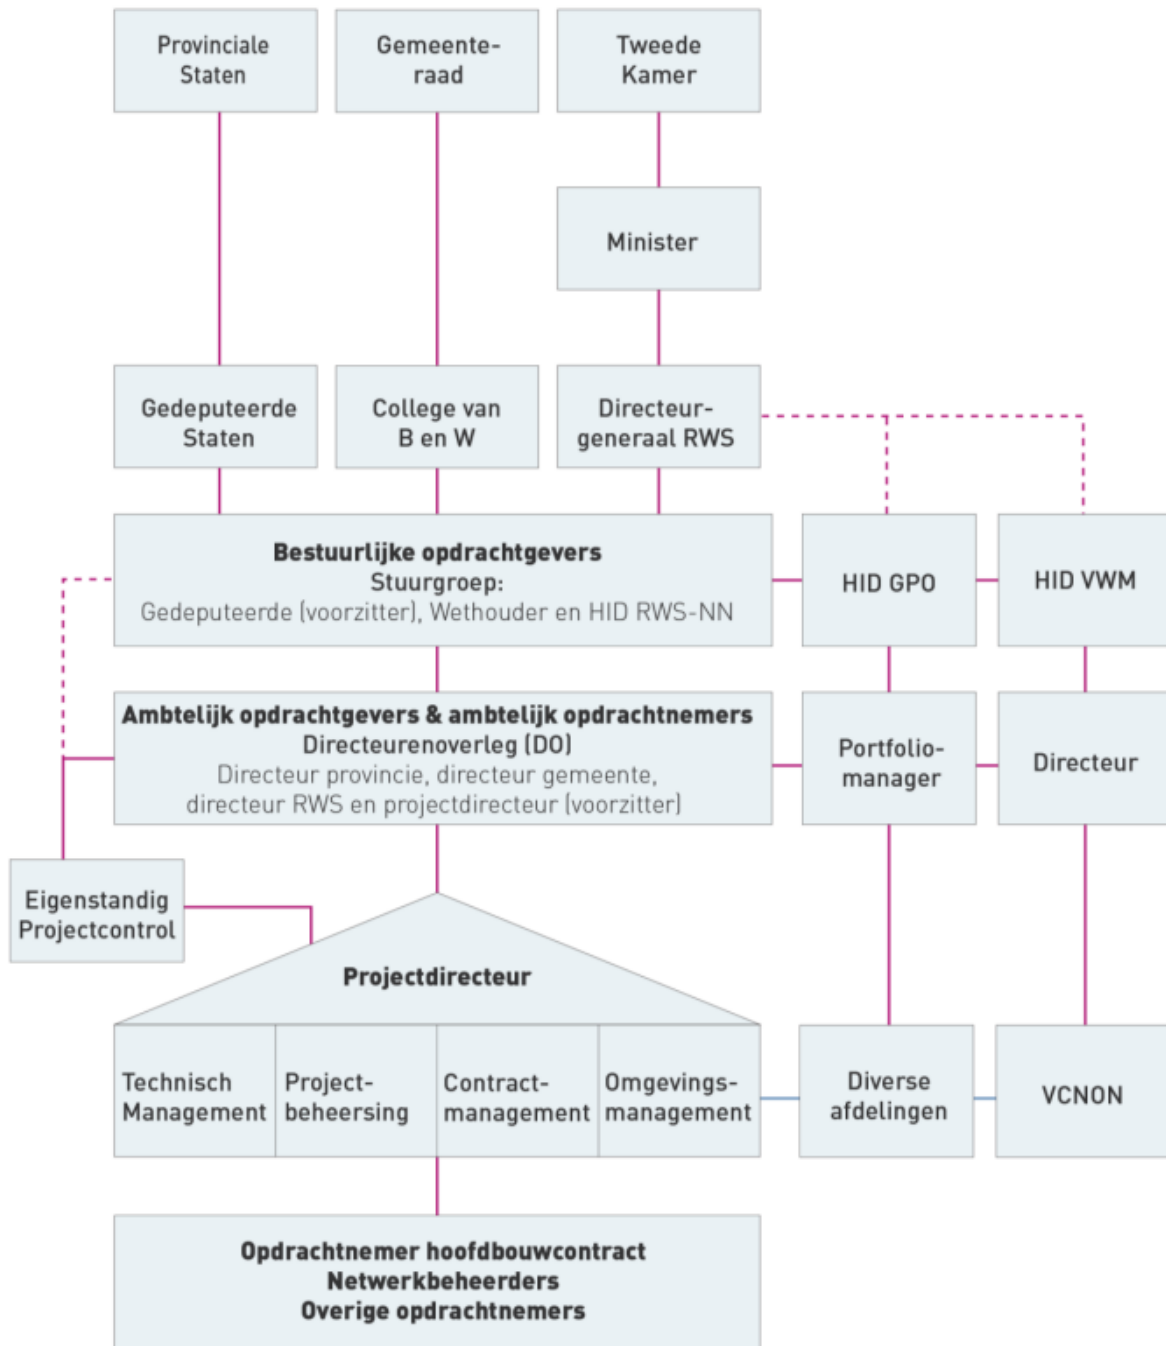 Provinciale
Staten
Gemeente-
raad
Tweede
Kamer
Minister
Gedeputeerde
Staten
College van
B en W
Directeur-
generaal RWS
Bestuurlijke opdrachtgevers
Stuurgroep:
Gedeputeerde (voorzitter), Wethouder en HID RWS-NN
HID GPO
HID VWM
Ambtelijk opdrachtgevers & ambtelijk opdrachtnemers
Directeurenoverleg (DO)
Directeur provincie, directeur gemeente,
directeur RWS en projectdirecteur (voorzitter)
Portfolio-
manager
Directeur
Eigenstandig
Projectcontrol
Projectdirecteur
Technisch
Management
Project-
beheersing
Contract-
management
Omgevings-
management
Diverse
afdelingen
VCNON
Opdrachtnemer hoofdbouwcontract
Netwerkbeheerders
Overige opdrachtnemers